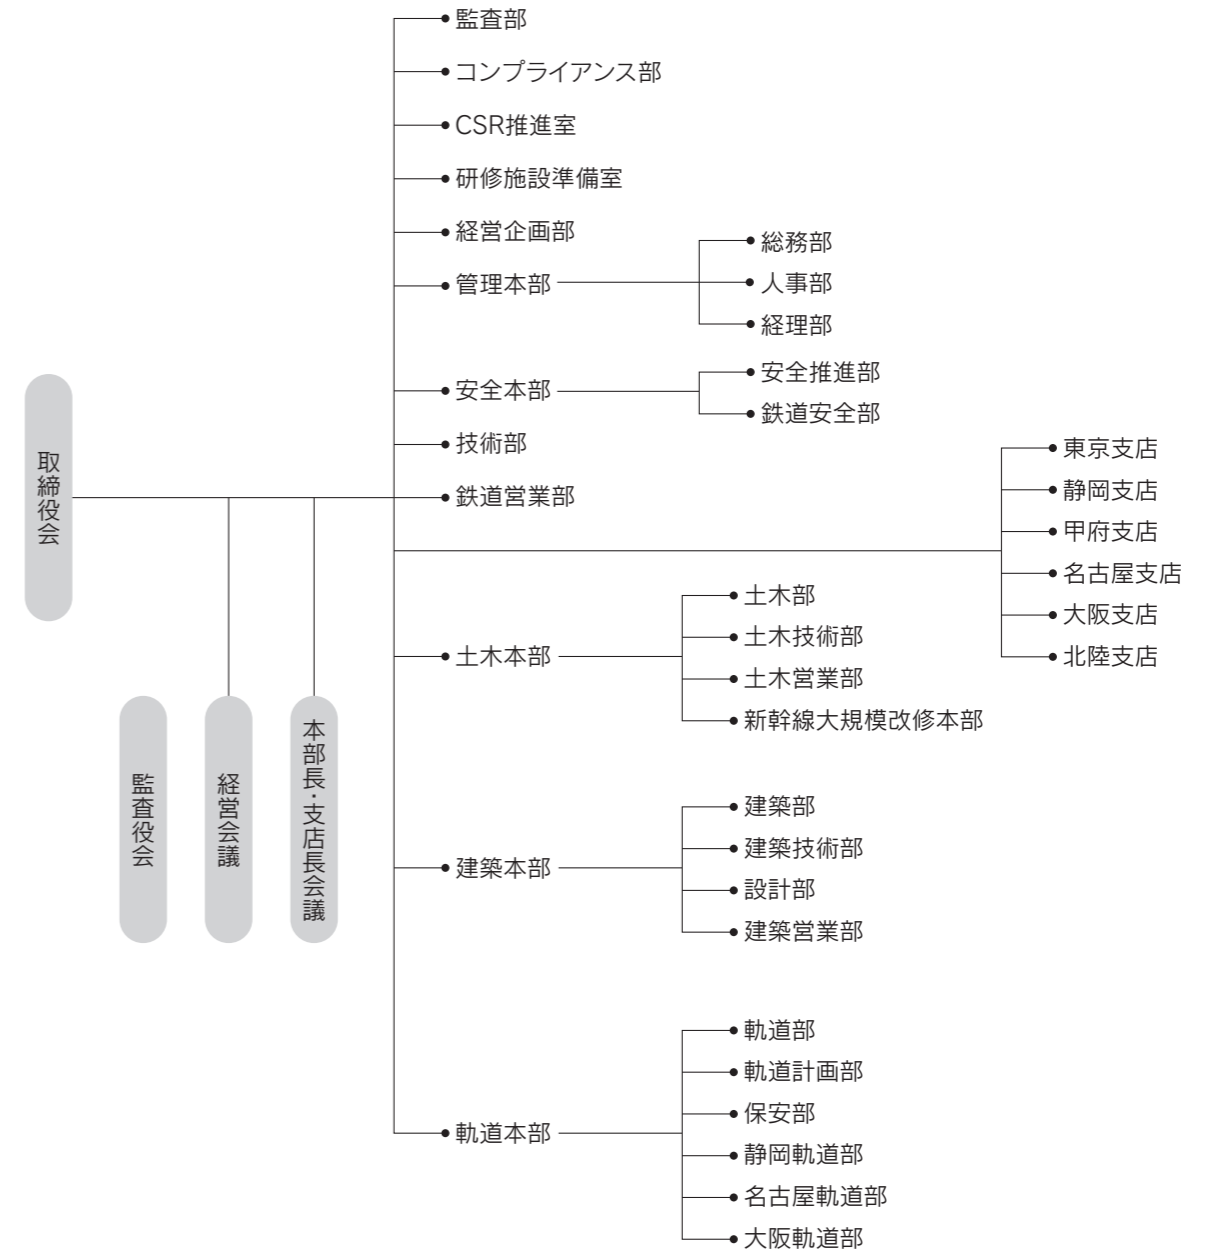 取締役会
監査役会
経営会議
本部長・支店長会議
監査部
コンプライアンス部
CSR推進室
研修施設準備室
経営企画部
管理本部
総務部
人事部
経理部
安全本部
安全推進部
鉄道安全部
技術部
鉄道営業部
東京支店
静岡支店
甲府支店
名古屋支店
大阪支店
北陸支店
土木本部
土木部
土木技術部
土木営業部
新幹線大規模改修本部
建築本部
建築部
建築技術部
設計部
建築営業部
軌道本部
軌道部
軌道計画部
保安部
静岡軌道部
名古屋軌道部
大阪軌道部